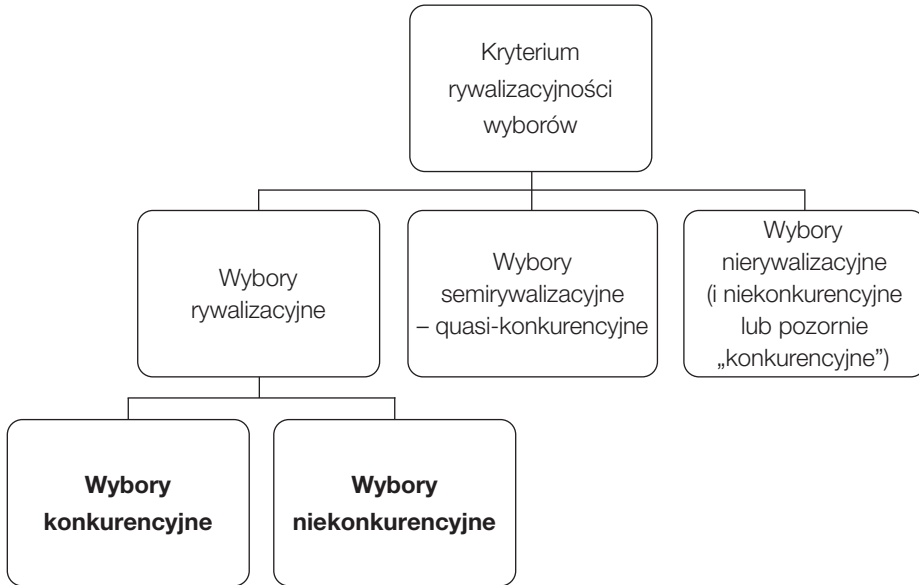 Kryterium
rywalizacyjności
wyborów
Wybory
rywalizacyjne
Wybory
semirywalizacyjne
– quasi-konkurencyjne
Wybory
nierywalizacyjne
(i niekonkurencyjne
lub pozornie
„konkurencyjne”)
Wybory
konkurencyjne
Wybory
niekonkurencyjne